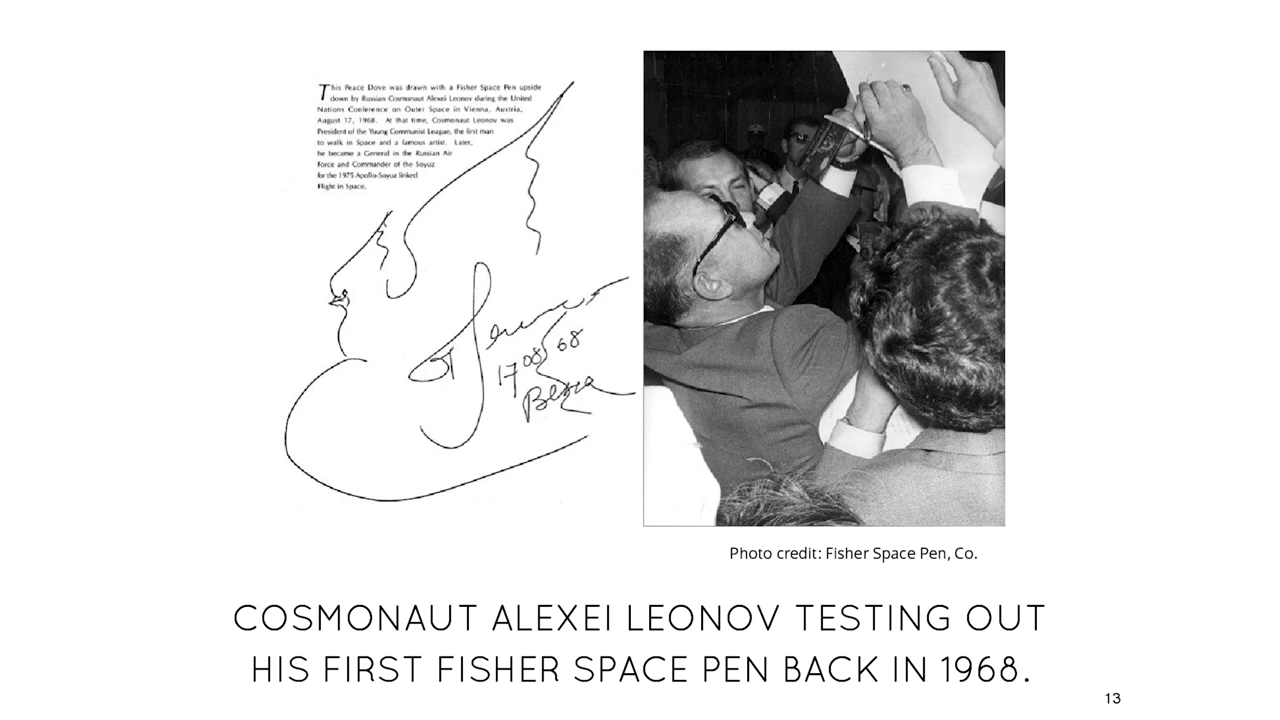 This Peace Dove was drawn with a Fisher Space Pen upside
down by Russian Cosmonaut Alexei Leonov during the United
Nations Conference on Outer Space in Vienna, Austria,
August 17, 1968. At that time, Cosmonaut Leonov was
President of the Young Communist League, the first man
to walk in Space and a famous artist. Later,
he became a General in the Russian Air
Force and Commander of the Soyuz
for the 1975 Apollo-Soyuz linked
Flight in Space.
17 08 68
Photo credit: Fisher Space Pen, Co.
COSMONAUT ALEXEI LEONOV TESTING OUT
HIS FIRST FISHER SPACE PEN BACK IN 1968.
13